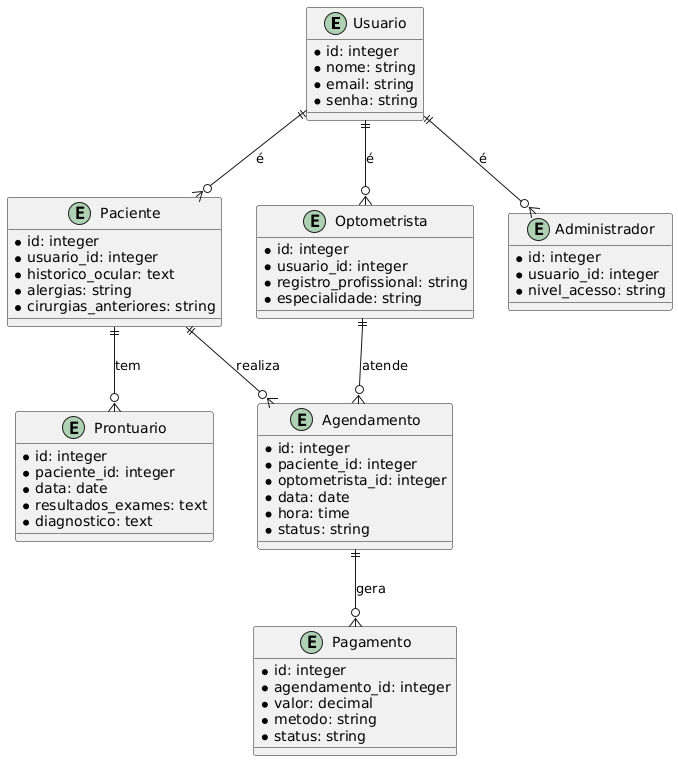 E Usuario
id: integer
nome: string
email: string
senha: string
é
é
é
E Paciente
id: integer
usuario_id: integer
historico_ocular: text
alergias: string
cirurgias_anteriores: string
E Optometrista
id: integer
usuario_id: integer
registro_profissional: string
especialidade: string
E Administrador
id: integer
usuario_id: integer
nivel_acesso: string
tem
realiza
atende
E Prontuario
id: integer
paciente_id: integer
data: date
resultados_exames: text
diagnostico: text
E Agendamento
id: integer
paciente_id: integer
optometrista_id: integer
data: date
hora: time
status: string
gera
E Pagamento
id: integer
agendamento_id: integer
valor: decimal
metodo: string
status: string